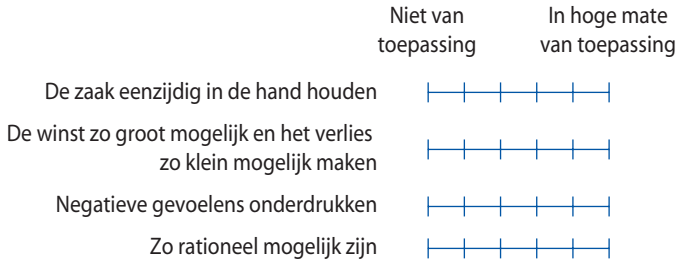 Niet van In hoge mate
toepassing van toepassing
De zaak eenzijdig in de hand houden
De winst zo groot mogelijk en het verlies
zo klein mogelijk maken
Negatieve gevoelens onderdrukken
Zo rationeel mogelijk zijn